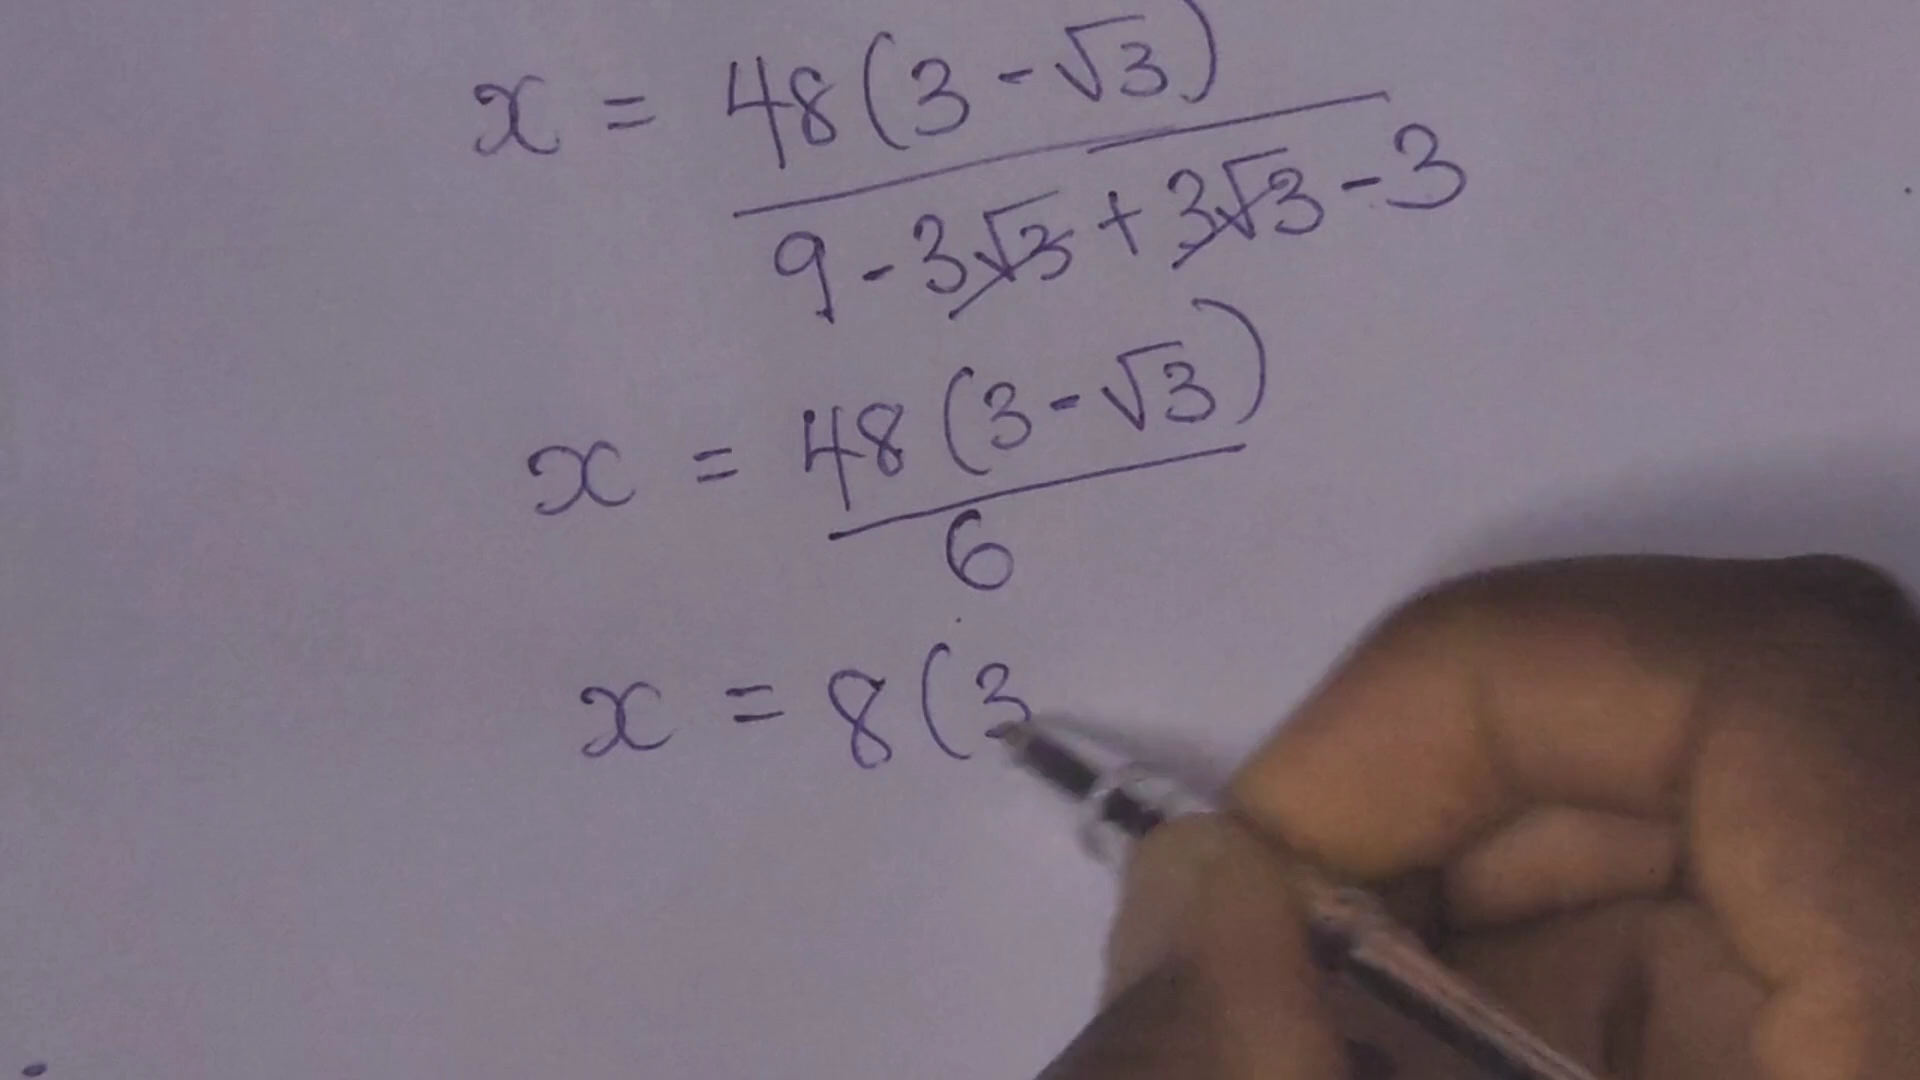 x = 48(3 - √3)
9 - 3√3 + 3√3 - 3
x = 48(3 - √3)
6
x = 8(3